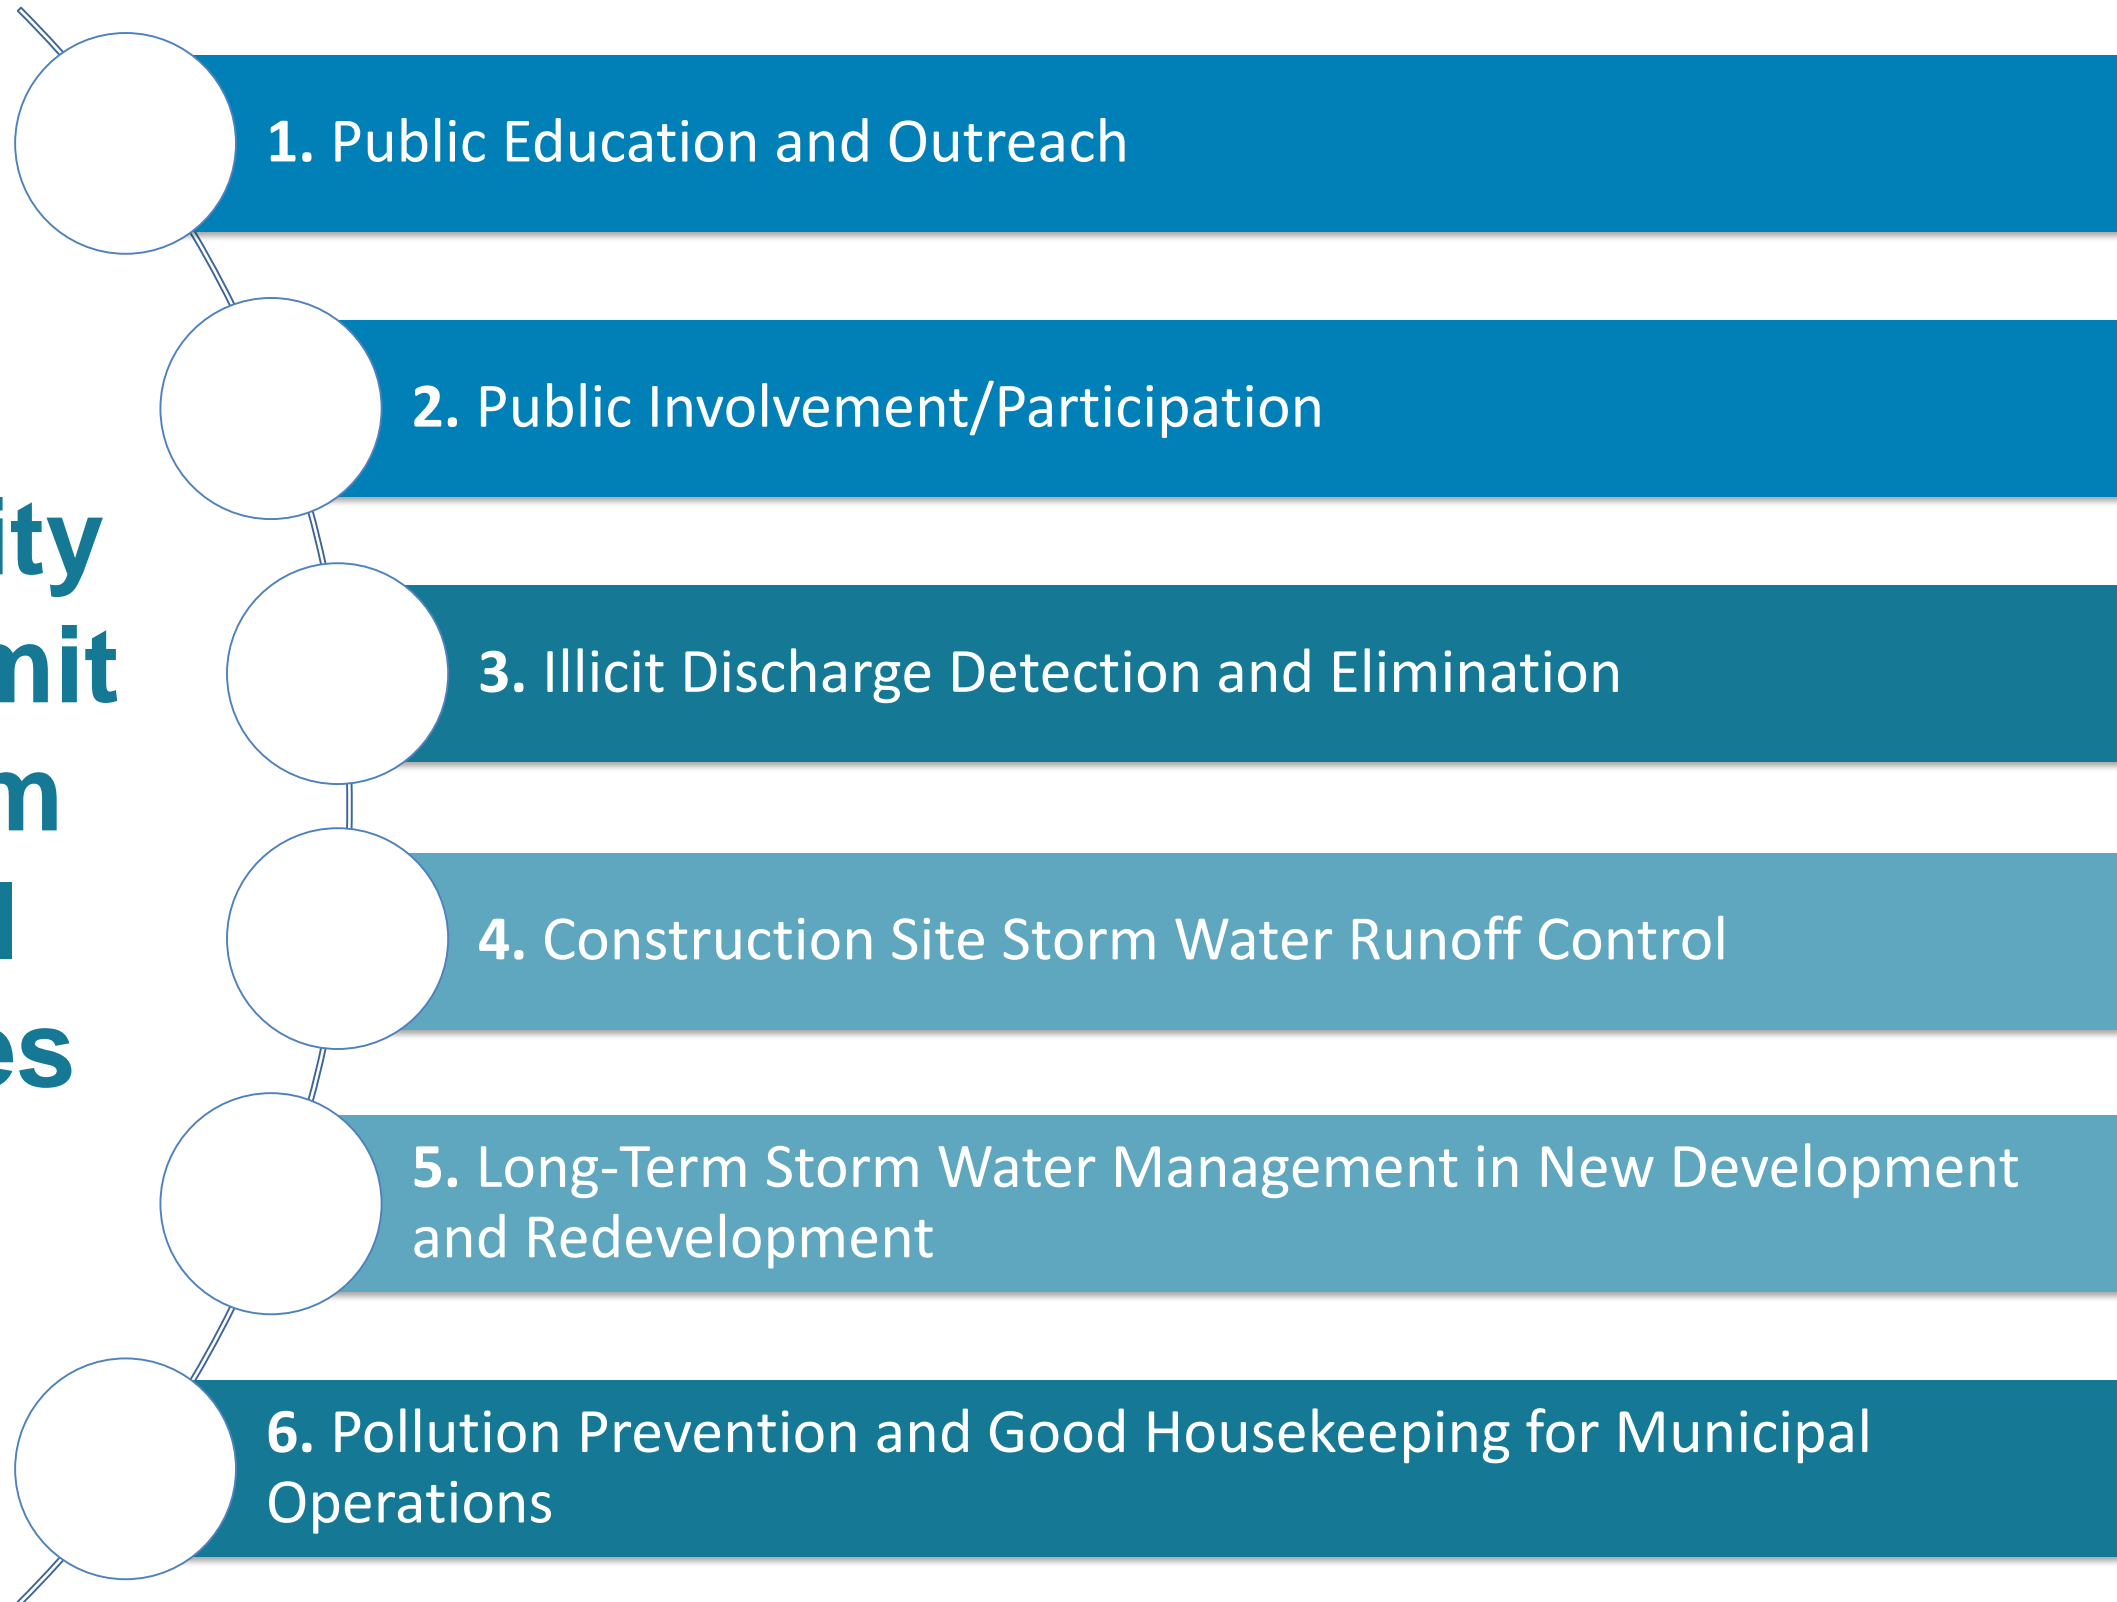 1. Public Education and Outreach
2. Public Involvement/Participation
ity
mit
m
3. Illicit Discharge Detection and Elimination
4. Construction Site Storm Water Runoff Control
es
5. Long-Term Storm Water Management in New Development
and Redevelopment
6. Pollution Prevention and Good Housekeeping for Municipal
Operations